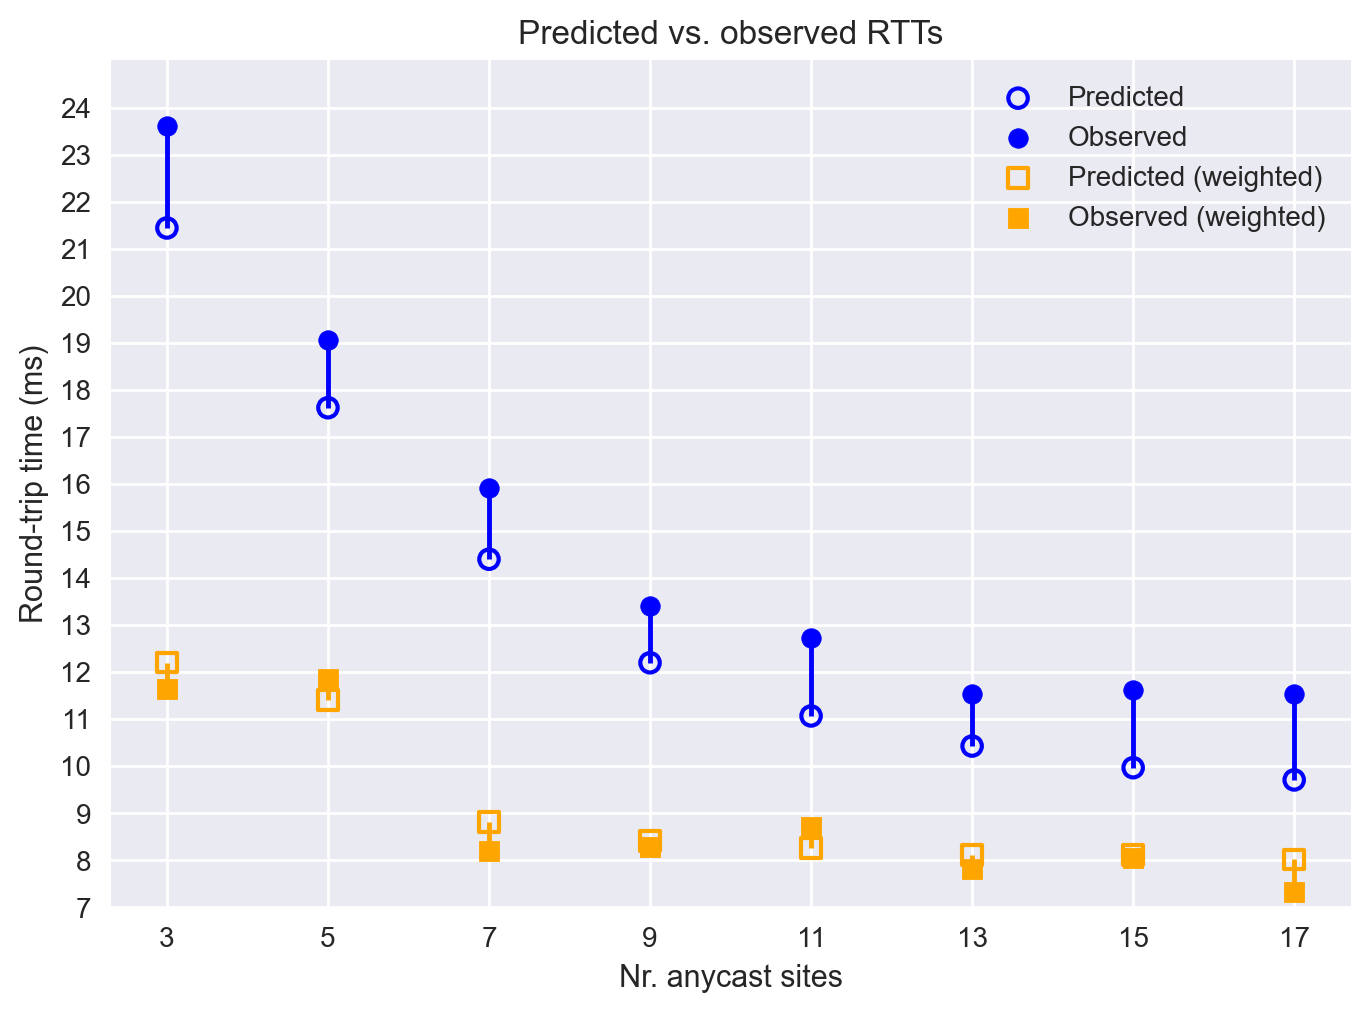 Predicted vs. observed RTTs
Predicted
Observed
Predicted (weighted)
Observed (weighted)
Round-trip time (ms)
24
23
22
21
20
19
18
17
16
15
14
13
12
11
10
9
8
7
3 5 7 9 11 13 15 17
Nr. anycast sites